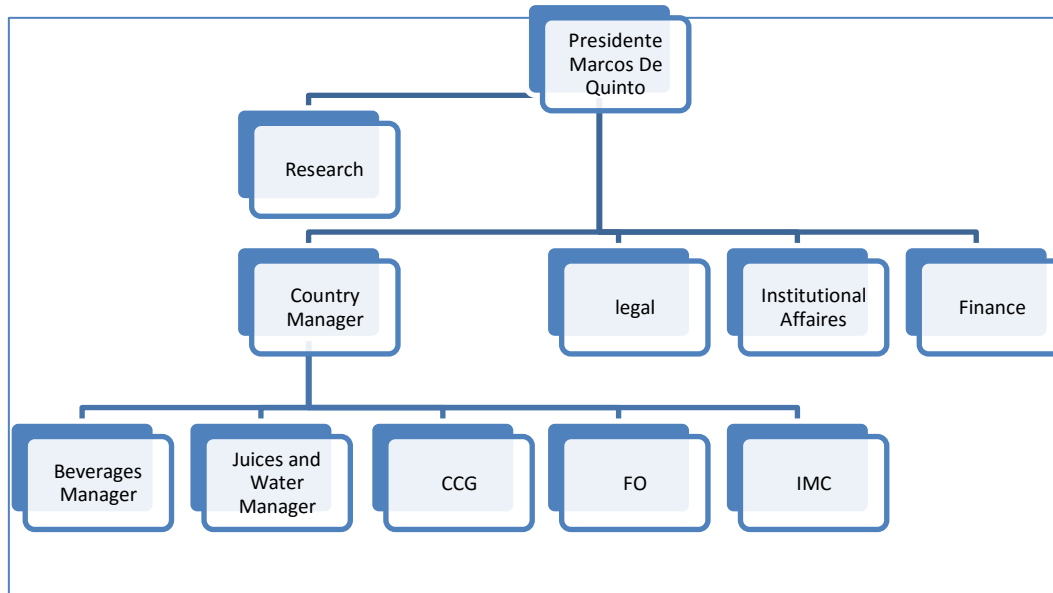 Presidente
Marcos De
Quinto
Research
Country
Manager
legal
Institutional
Affaires
Finance
Beverages
Manager
Juices and
Water
Manager
CCG
FO
IMC